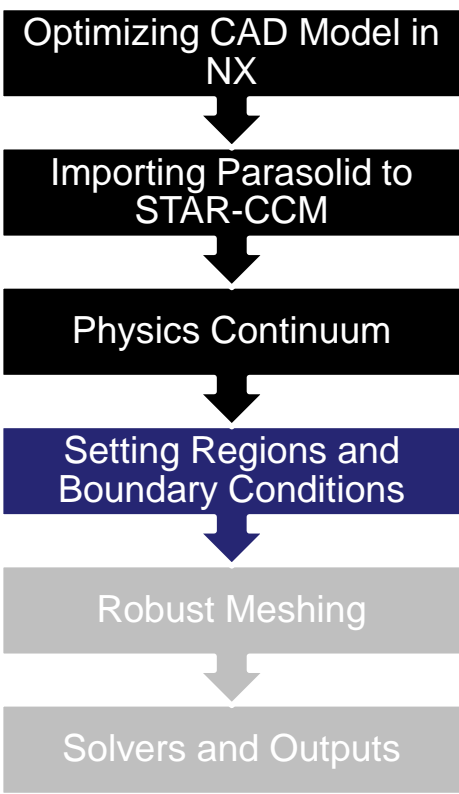 Optimizing CAD Model in
NX
Importing Parasolid to
STAR-CCM
Physics Continuum
Setting Regions and
Boundary Conditions
Robust Meshing
Solvers and Outputs